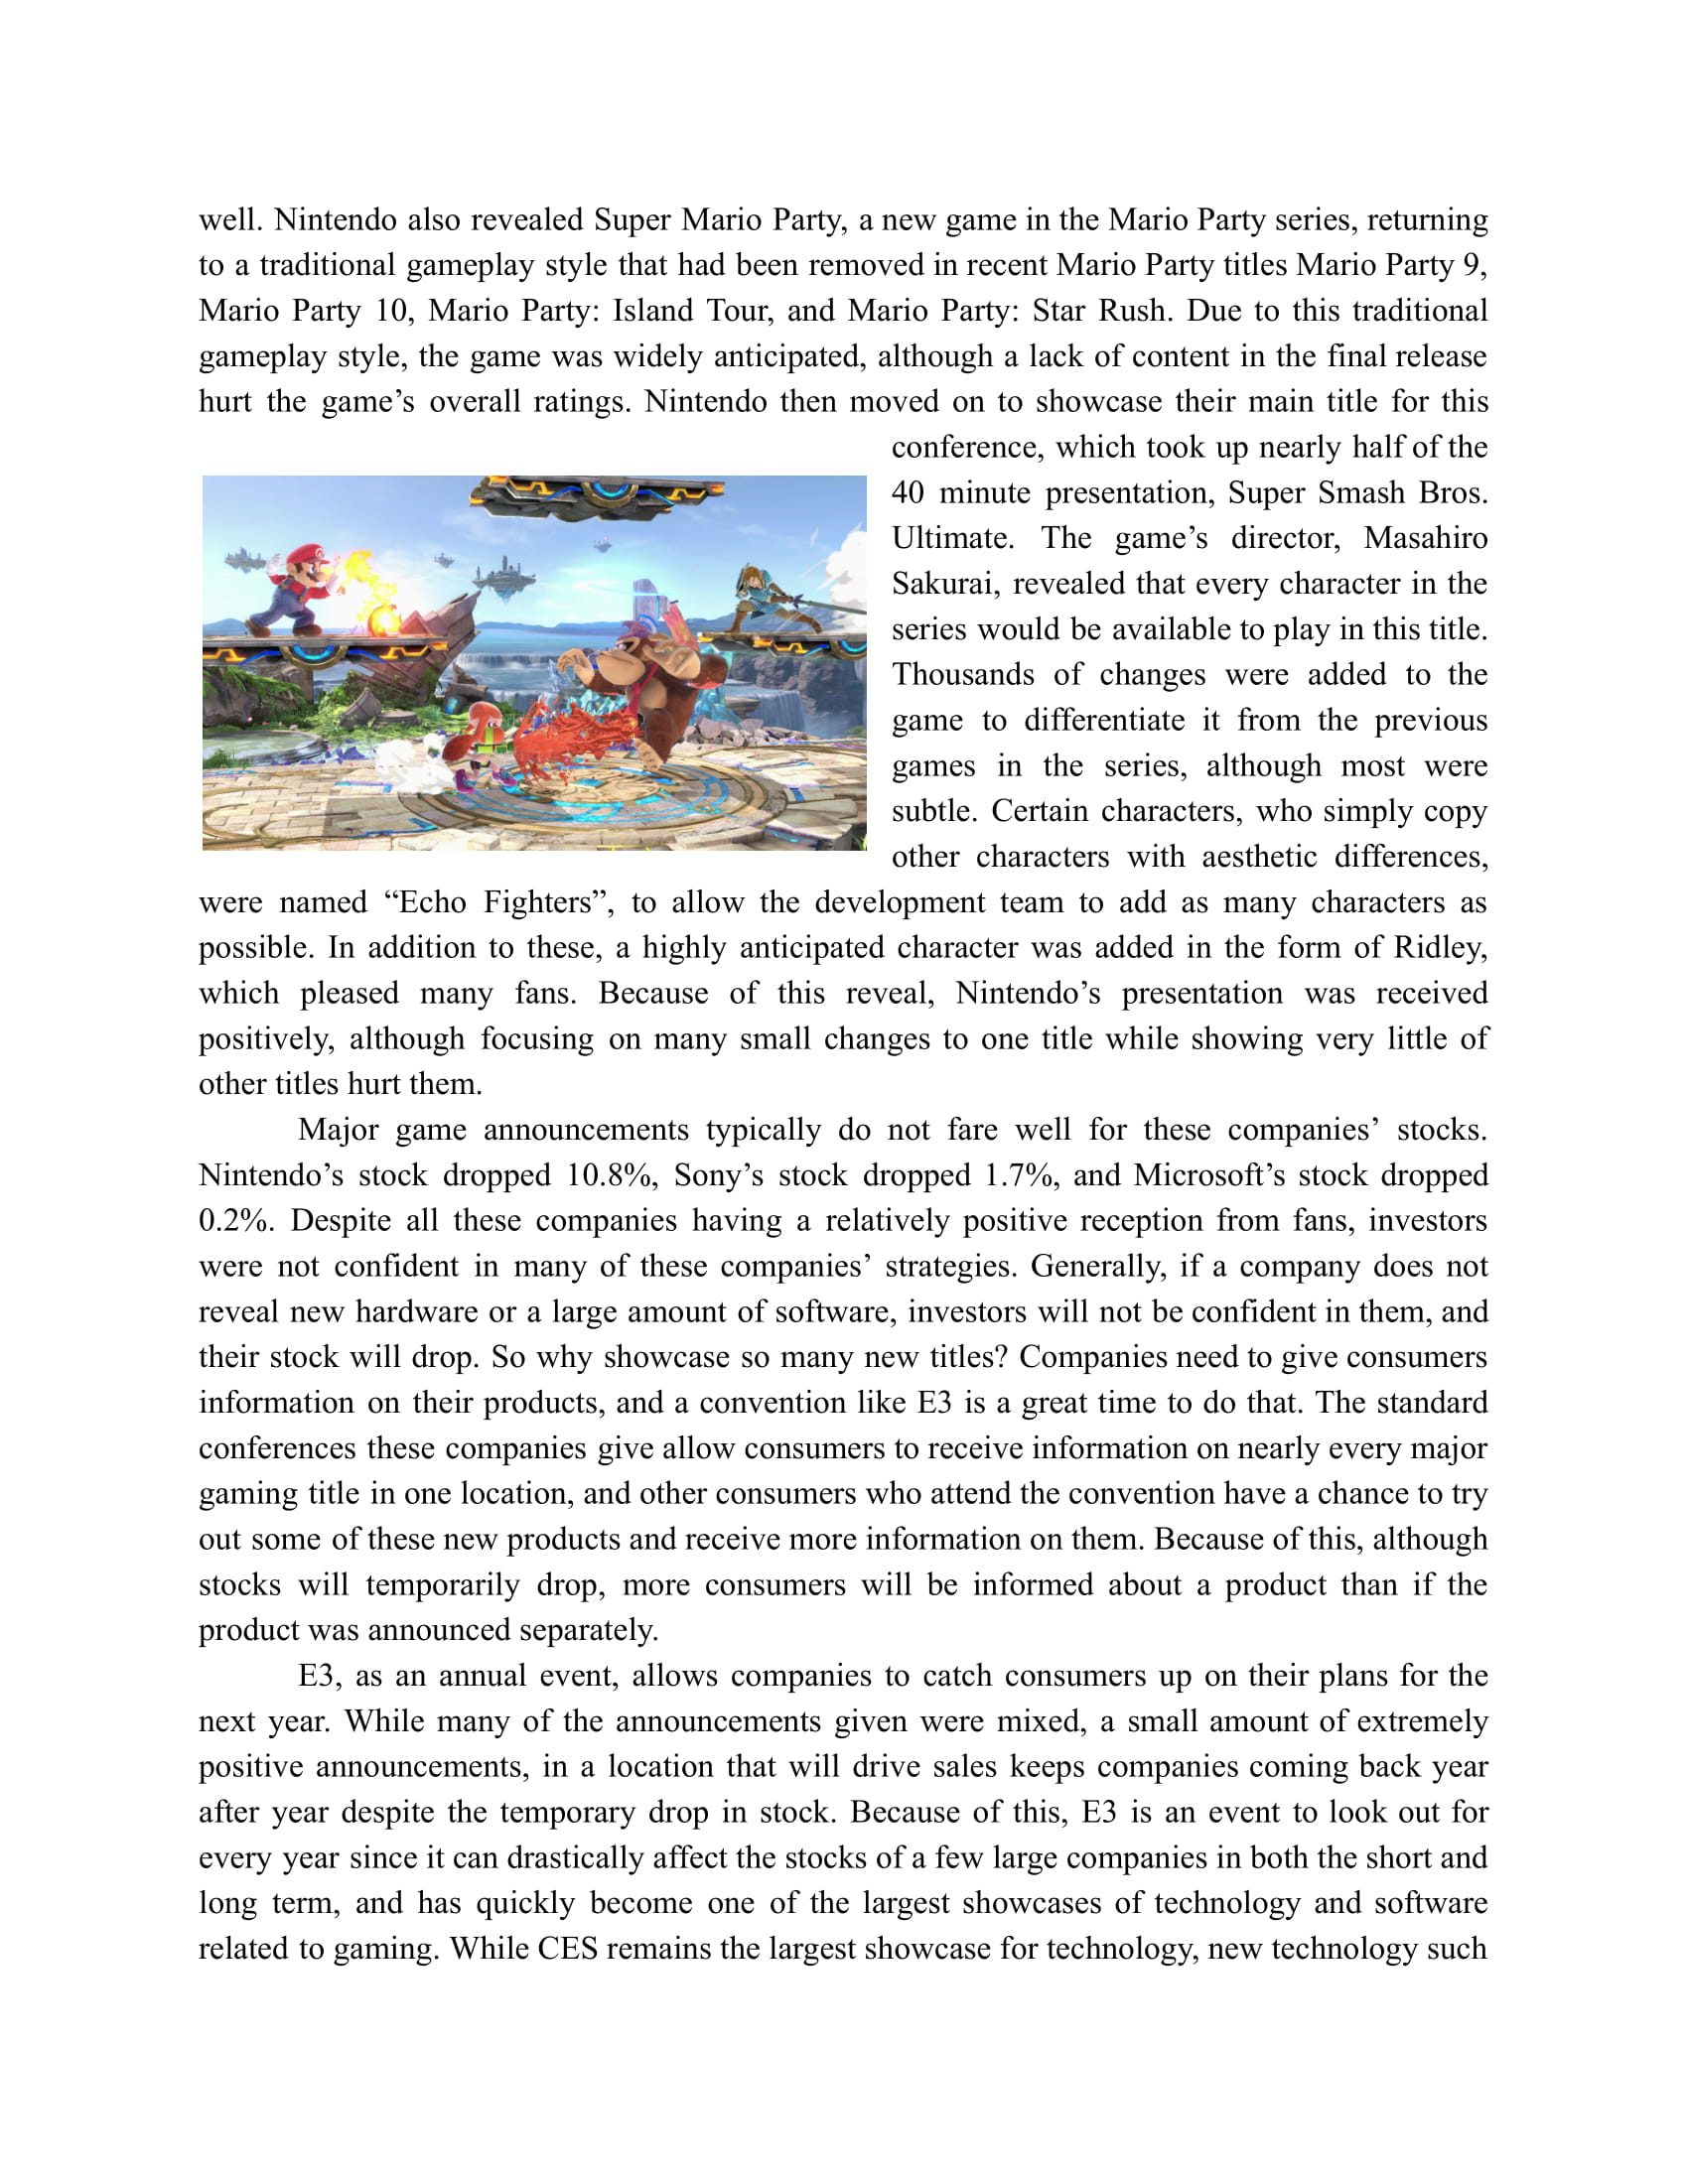 well. Nintendo also revealed Super Mario Party, a new game in the Mario Party series, returning
to a traditional gameplay style that had been removed in recent Mario Party titles Mario Party 9,
Mario Party 10, Mario Party: Island Tour, and Mario Party: Star Rush. Due to this traditional
gameplay style, the game was widely anticipated, although a lack of content in the final release
hurt the game’s overall ratings. Nintendo then moved on to showcase their main title for this
conference, which took up nearly half of the
40 minute presentation, Super Smash Bros.
Ultimate. The game’s director, Masahiro
Sakurai, revealed that every character in the
series would be available to play in this title.
Thousands of changes were added to the
game to differentiate it from the previous
games in the series, although most were
subtle. Certain characters, who simply copy
other characters with aesthetic differences,
were named “Echo Fighters”, to allow the development team to add as many characters as
possible. In addition to these, a highly anticipated character was added in the form of Ridley,
which pleased many fans. Because of this reveal, Nintendo’s presentation was received
positively, although focusing on many small changes to one title while showing very little of
other titles hurt them.
Major game announcements typically do not fare well for these companies’ stocks.
Nintendo’s stock dropped 10.8%, Sony’s stock dropped 1.7%, and Microsoft’s stock dropped
0.2%. Despite all these companies having a relatively positive reception from fans, investors
were not confident in many of these companies’ strategies. Generally, if a company does not
reveal new hardware or a large amount of software, investors will not be confident in them, and
their stock will drop. So why showcase so many new titles? Companies need to give consumers
information on their products, and a convention like E3 is a great time to do that. The standard
conferences these companies give allow consumers to receive information on nearly every major
gaming title in one location, and other consumers who attend the convention have a chance to try
out some of these new products and receive more information on them. Because of this, although
stocks will temporarily drop, more consumers will be informed about a product than if the
product was announced separately.
E3, as an annual event, allows companies to catch consumers up on their plans for the
next year. While many of the announcements given were mixed, a small amount of extremely
positive announcements, in a location that will drive sales keeps companies coming back year
after year despite the temporary drop in stock. Because of this, E3 is an event to look out for
every year since it can drastically affect the stocks of a few large companies in both the short and
long term, and has quickly become one of the largest showcases of technology and software
related to gaming. While CES remains the largest showcase for technology, new technology such